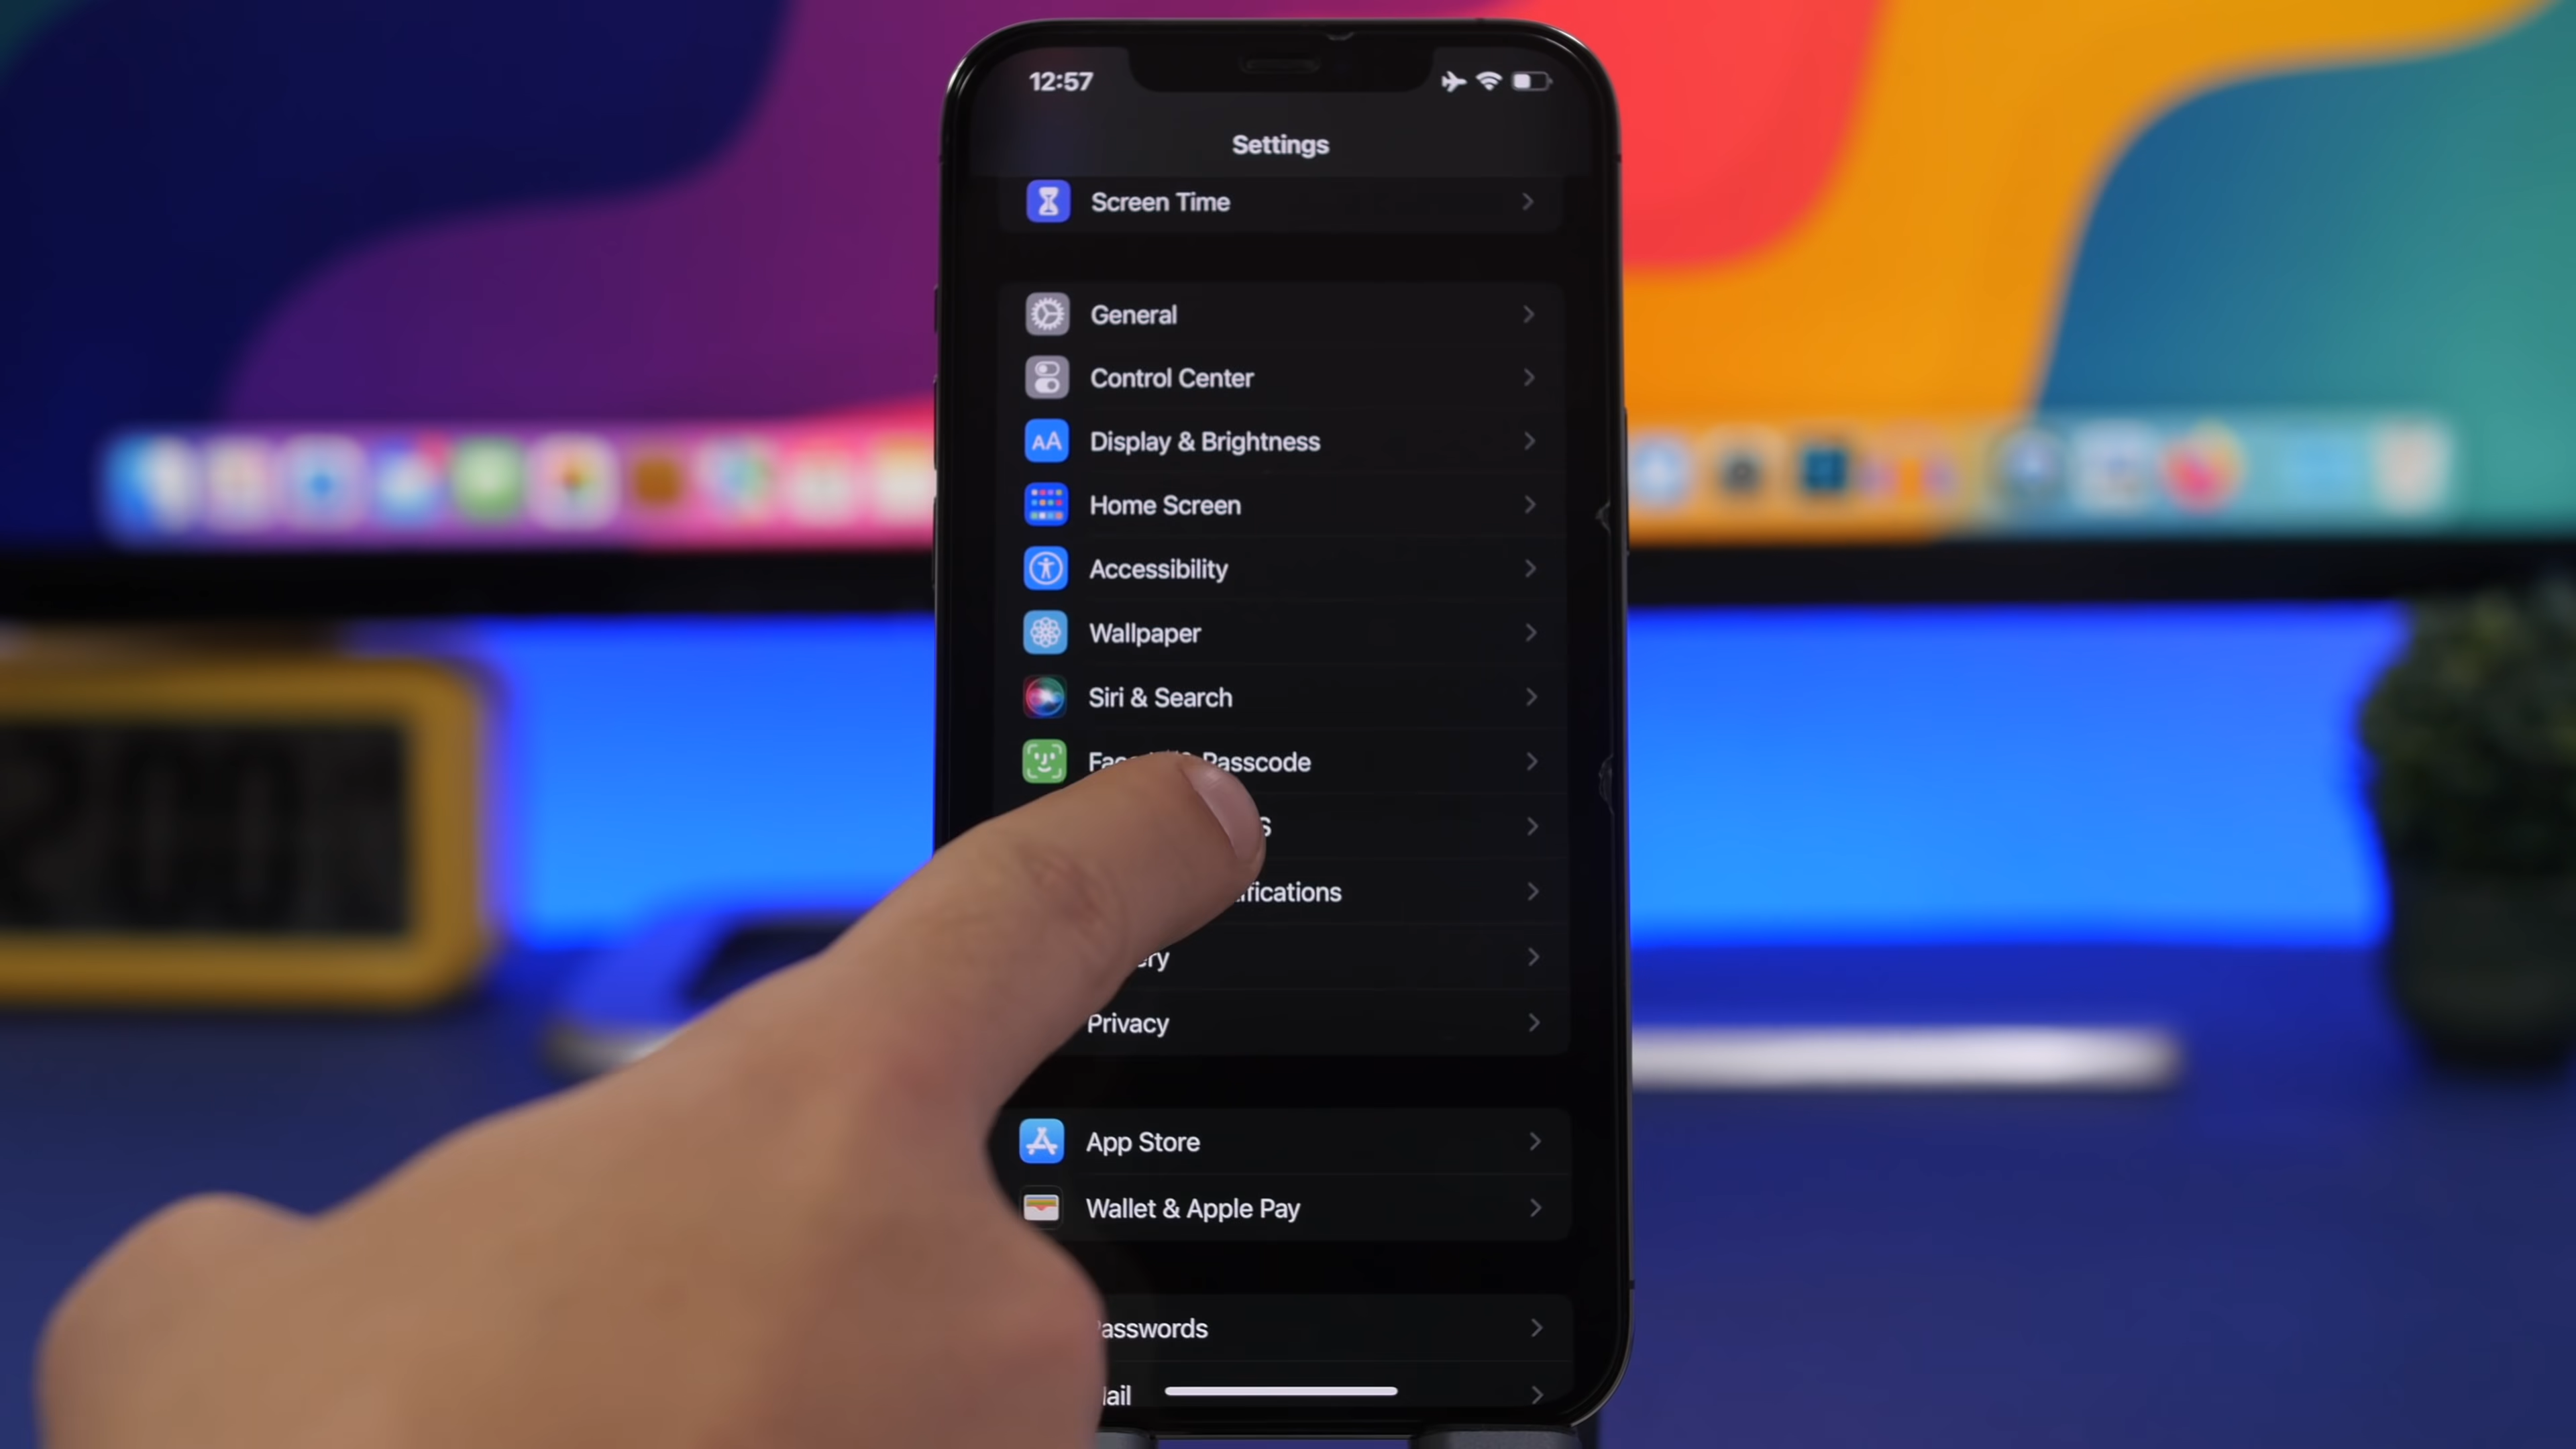 12:57
Settings
Screen Time
General
Control Center
AA
Display & Brightness
Home Screen
Accessibility
Wallpaper
Siri & Search
Passcode
Privacy
App Store
Wallet & Apple Pay